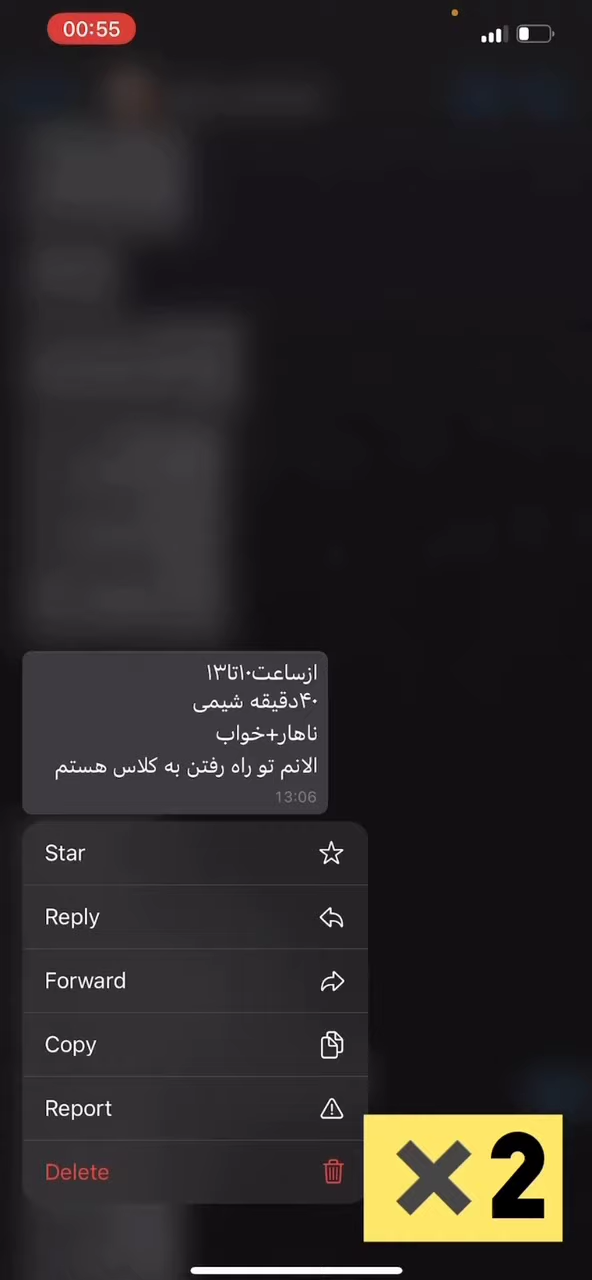 00:55
ازساعت۱۰تا۱۳
۴۰دقیقه شیمی
ناهار+خواب
الانم تو راه رفتن به کلاس هستم
13:06
Star
Reply
Forward
Copy
Report
Delete
×2